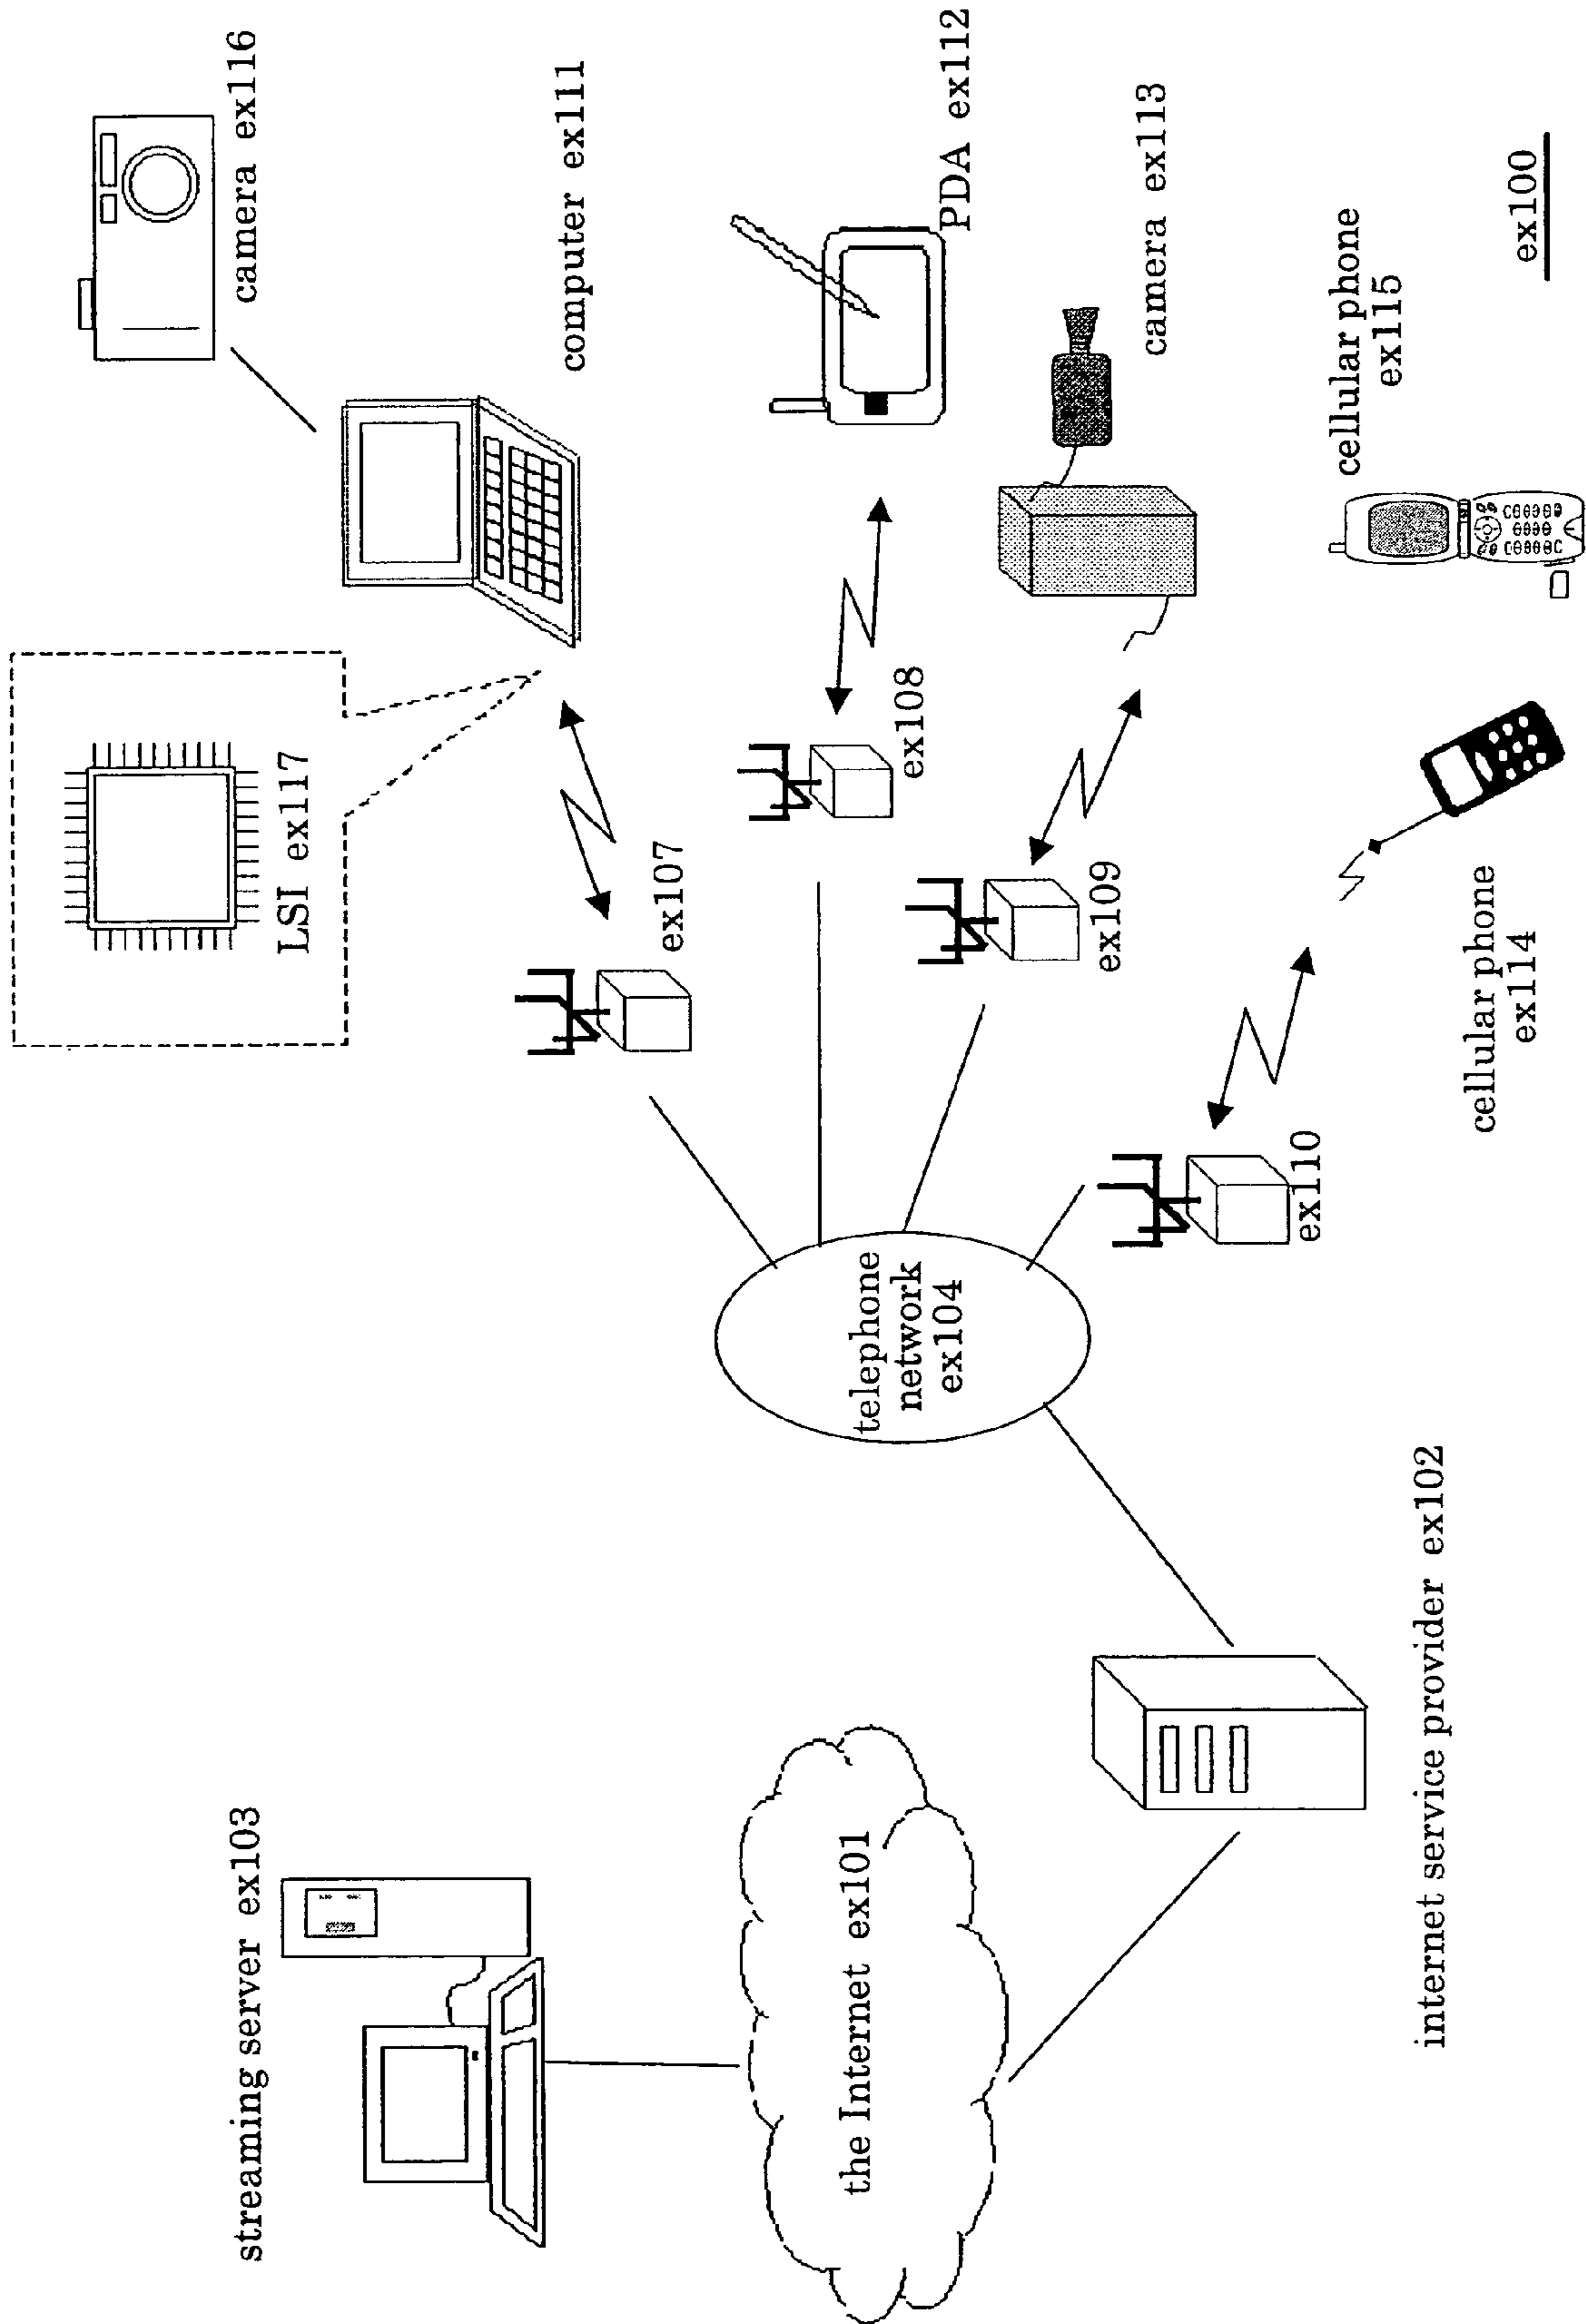 camera ex116
LSI ex117
computer ex111
streaming server ex103
ex107
ex108
PDA ex112
the Internet ex101
telephone
network
ex104
ex109
camera ex113
ex110
cellular phone
ex115
internet service provider ex102
cellular phone
ex114
ex100